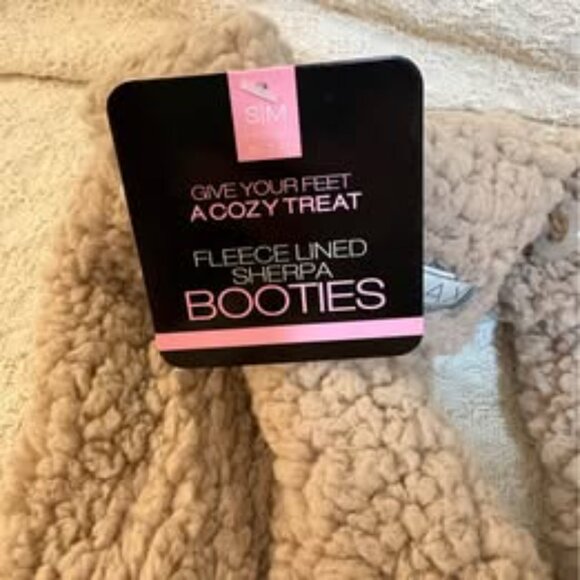 S|M
GIVE YOUR FEET
A COZY TREAT
FLEECE LINED
SHERPA
BOOTIES